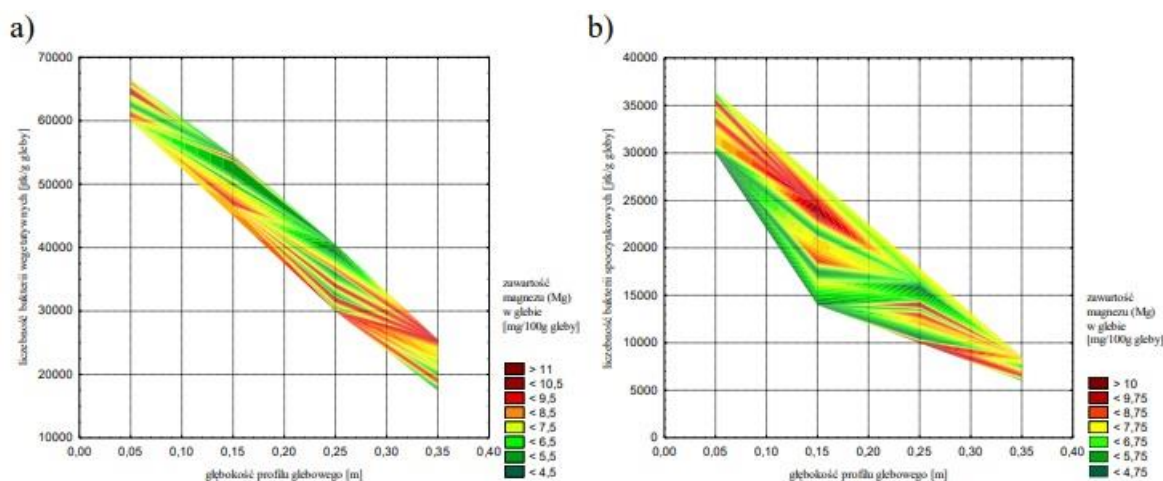 a)
70000
60000
50000
40000
30000
20000
10000
liczebność bakterii wegetatywnych [jtk/g gleby]
0,00 0,05 0,10 0,15 0,20 0,25 0,30 0,35 0,40
głębokość profilu glebowego [m]
zawartość
magnezu (Mg)
w glebie
[mg/100g gleby]
> 11
< 10,5
< 9,5
< 8,5
< 7,5
< 6,5
< 5,5
< 4,5
b)
40000
35000
30000
25000
20000
15000
10000
5000
0
liczebność bakterii spoczynkowych [jtk/g gleby]
0,00 0,05 0,10 0,15 0,20 0,25 0,30 0,35 0,40
głębokość profilu glebowego [m]
zawartość
magnezu (Mg)
w glebie
[mg/100g gleby]
> 10
< 9,75
< 8,75
< 7,75
< 6,75
< 5,75
< 4,75